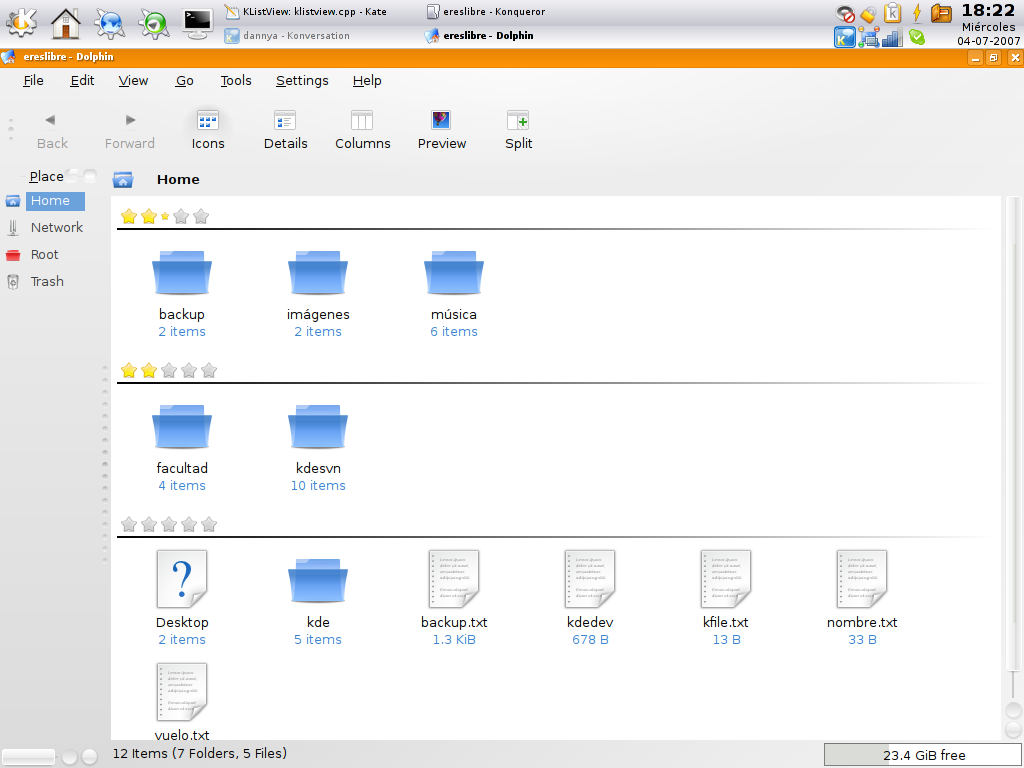 KListView: klistview.cpp - Kate
ereslibre - Konqueror
dannya - Konversation
ereslibre - Dolphin
18:22
Miércoles
04-07-2007
ereslibre - Dolphin
File Edit View Go Tools Settings Help
Back Forward Icons Details Columns Preview Split
Place
Home
Home
Network
Root
Trash
backup imágenes música
2 items 2 items 6 items
facultad kdesvn
4 items 10 items
Desktop kde backup.txt kdedev kfile.txt nombre.txt
2 items 5 items 1.3 KiB 678 B 13 B 33 B
vuelo.txt
12 Items (7 Folders, 5 Files)
23.4 GiB free